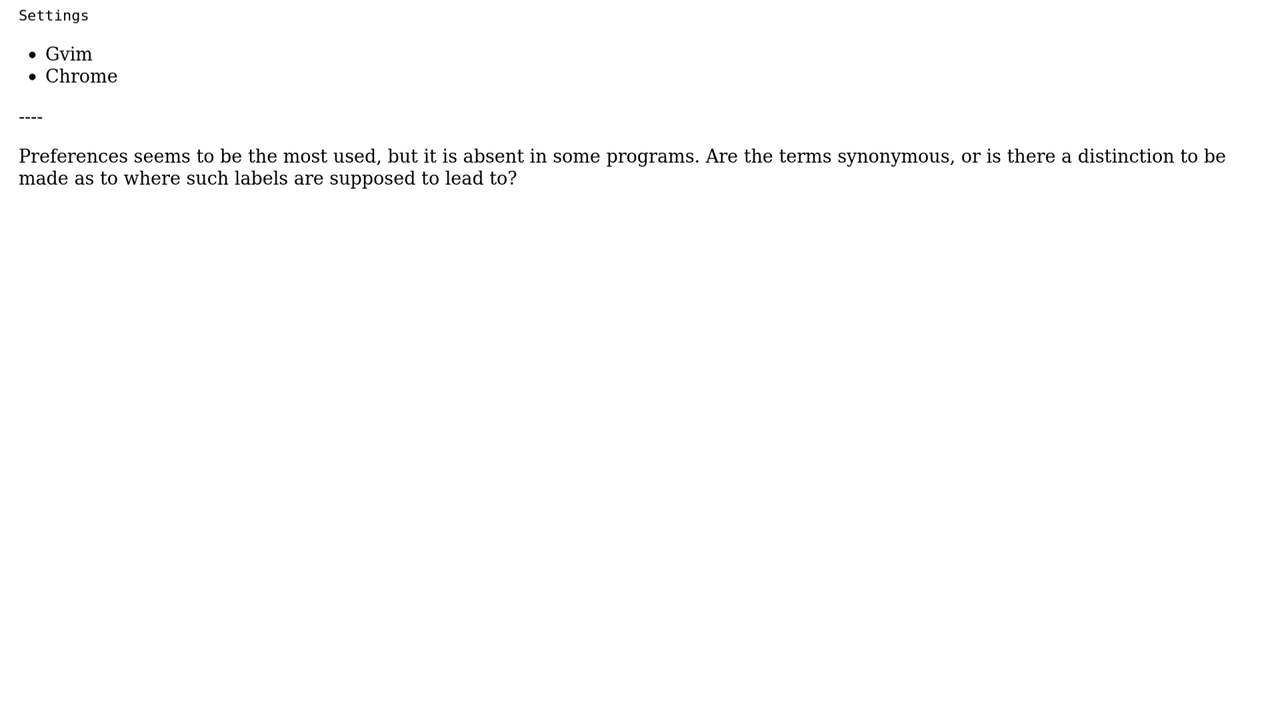 Settings
• Gvim
• Chrome
----
Preferences seems to be the most used, but it is absent in some programs. Are the terms synonymous, or is there a distinction to be
made as to where such labels are supposed to lead to?